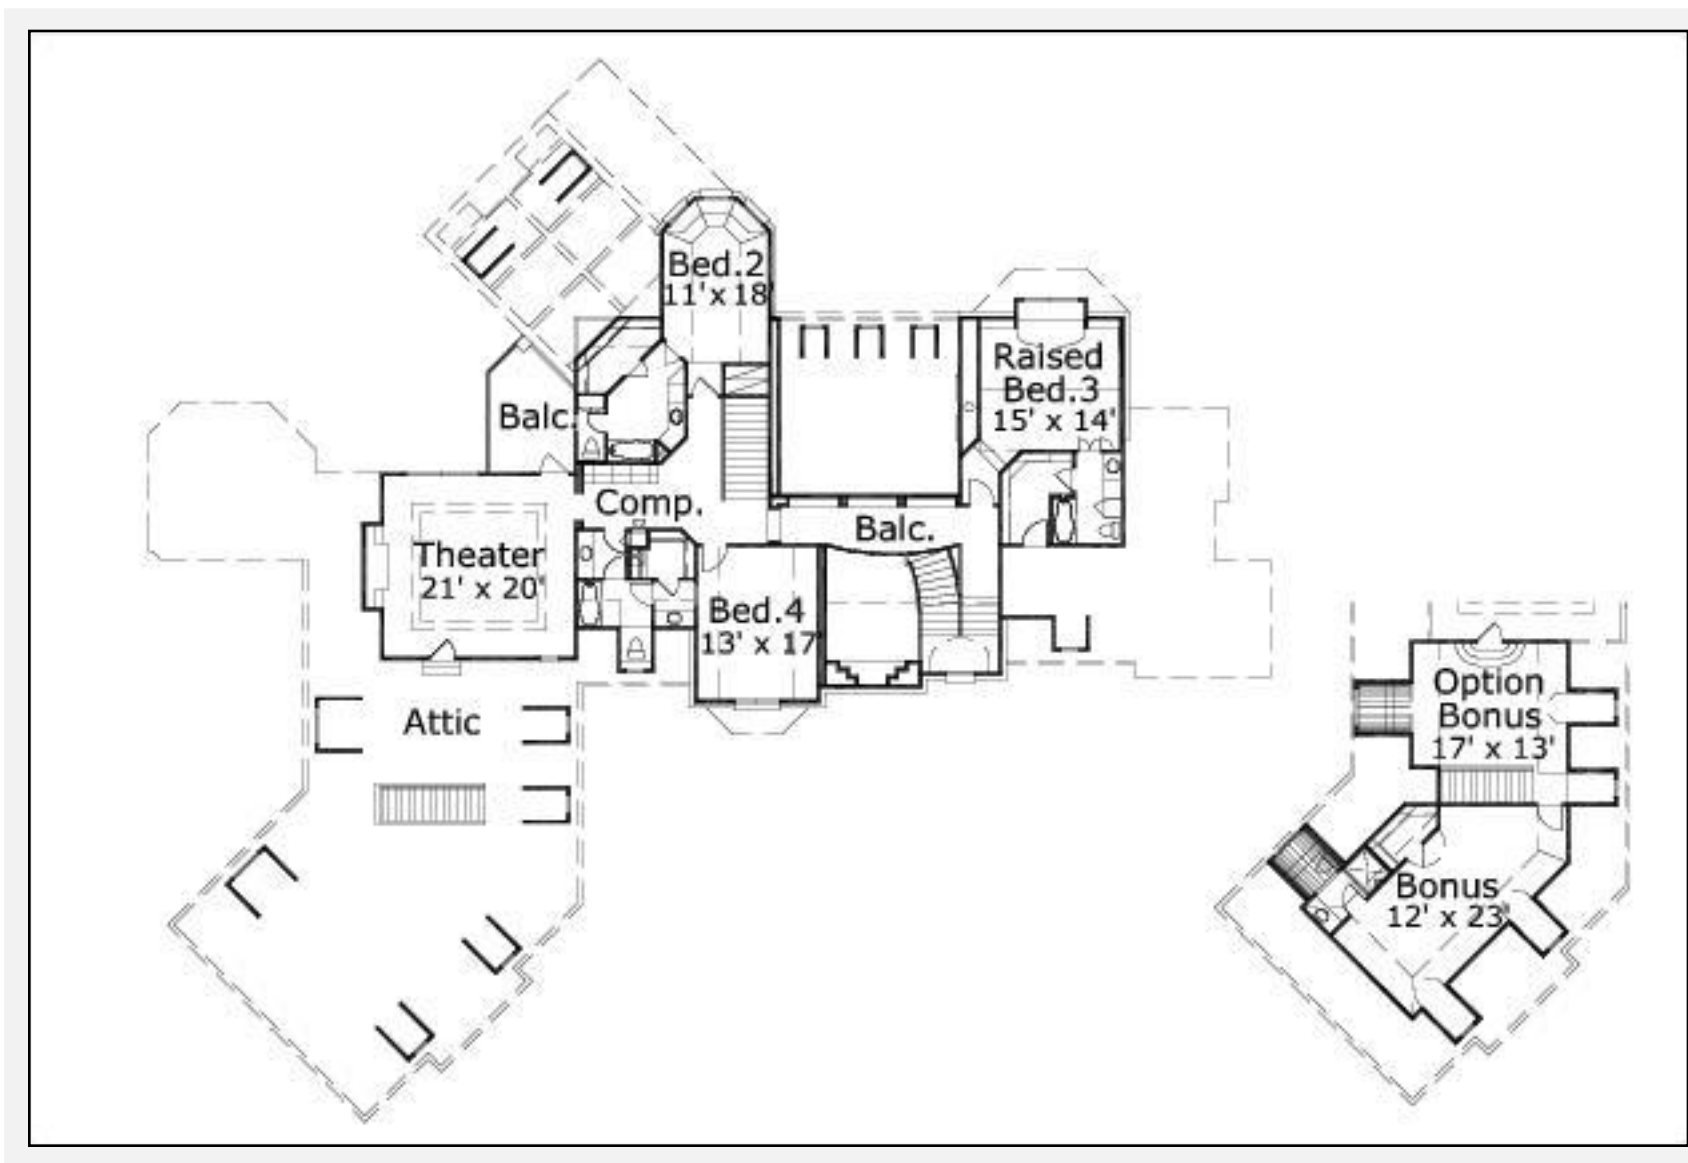 Bed.2
11' x 18'
Raised
Bed.3
15' x 14'
Balc.
Comp.
Balc.
Theater
21' x 20'
Bed.4
13' x 17'
Attic
Option
Bonus
17' x 13'
Bonus
12' x 23'